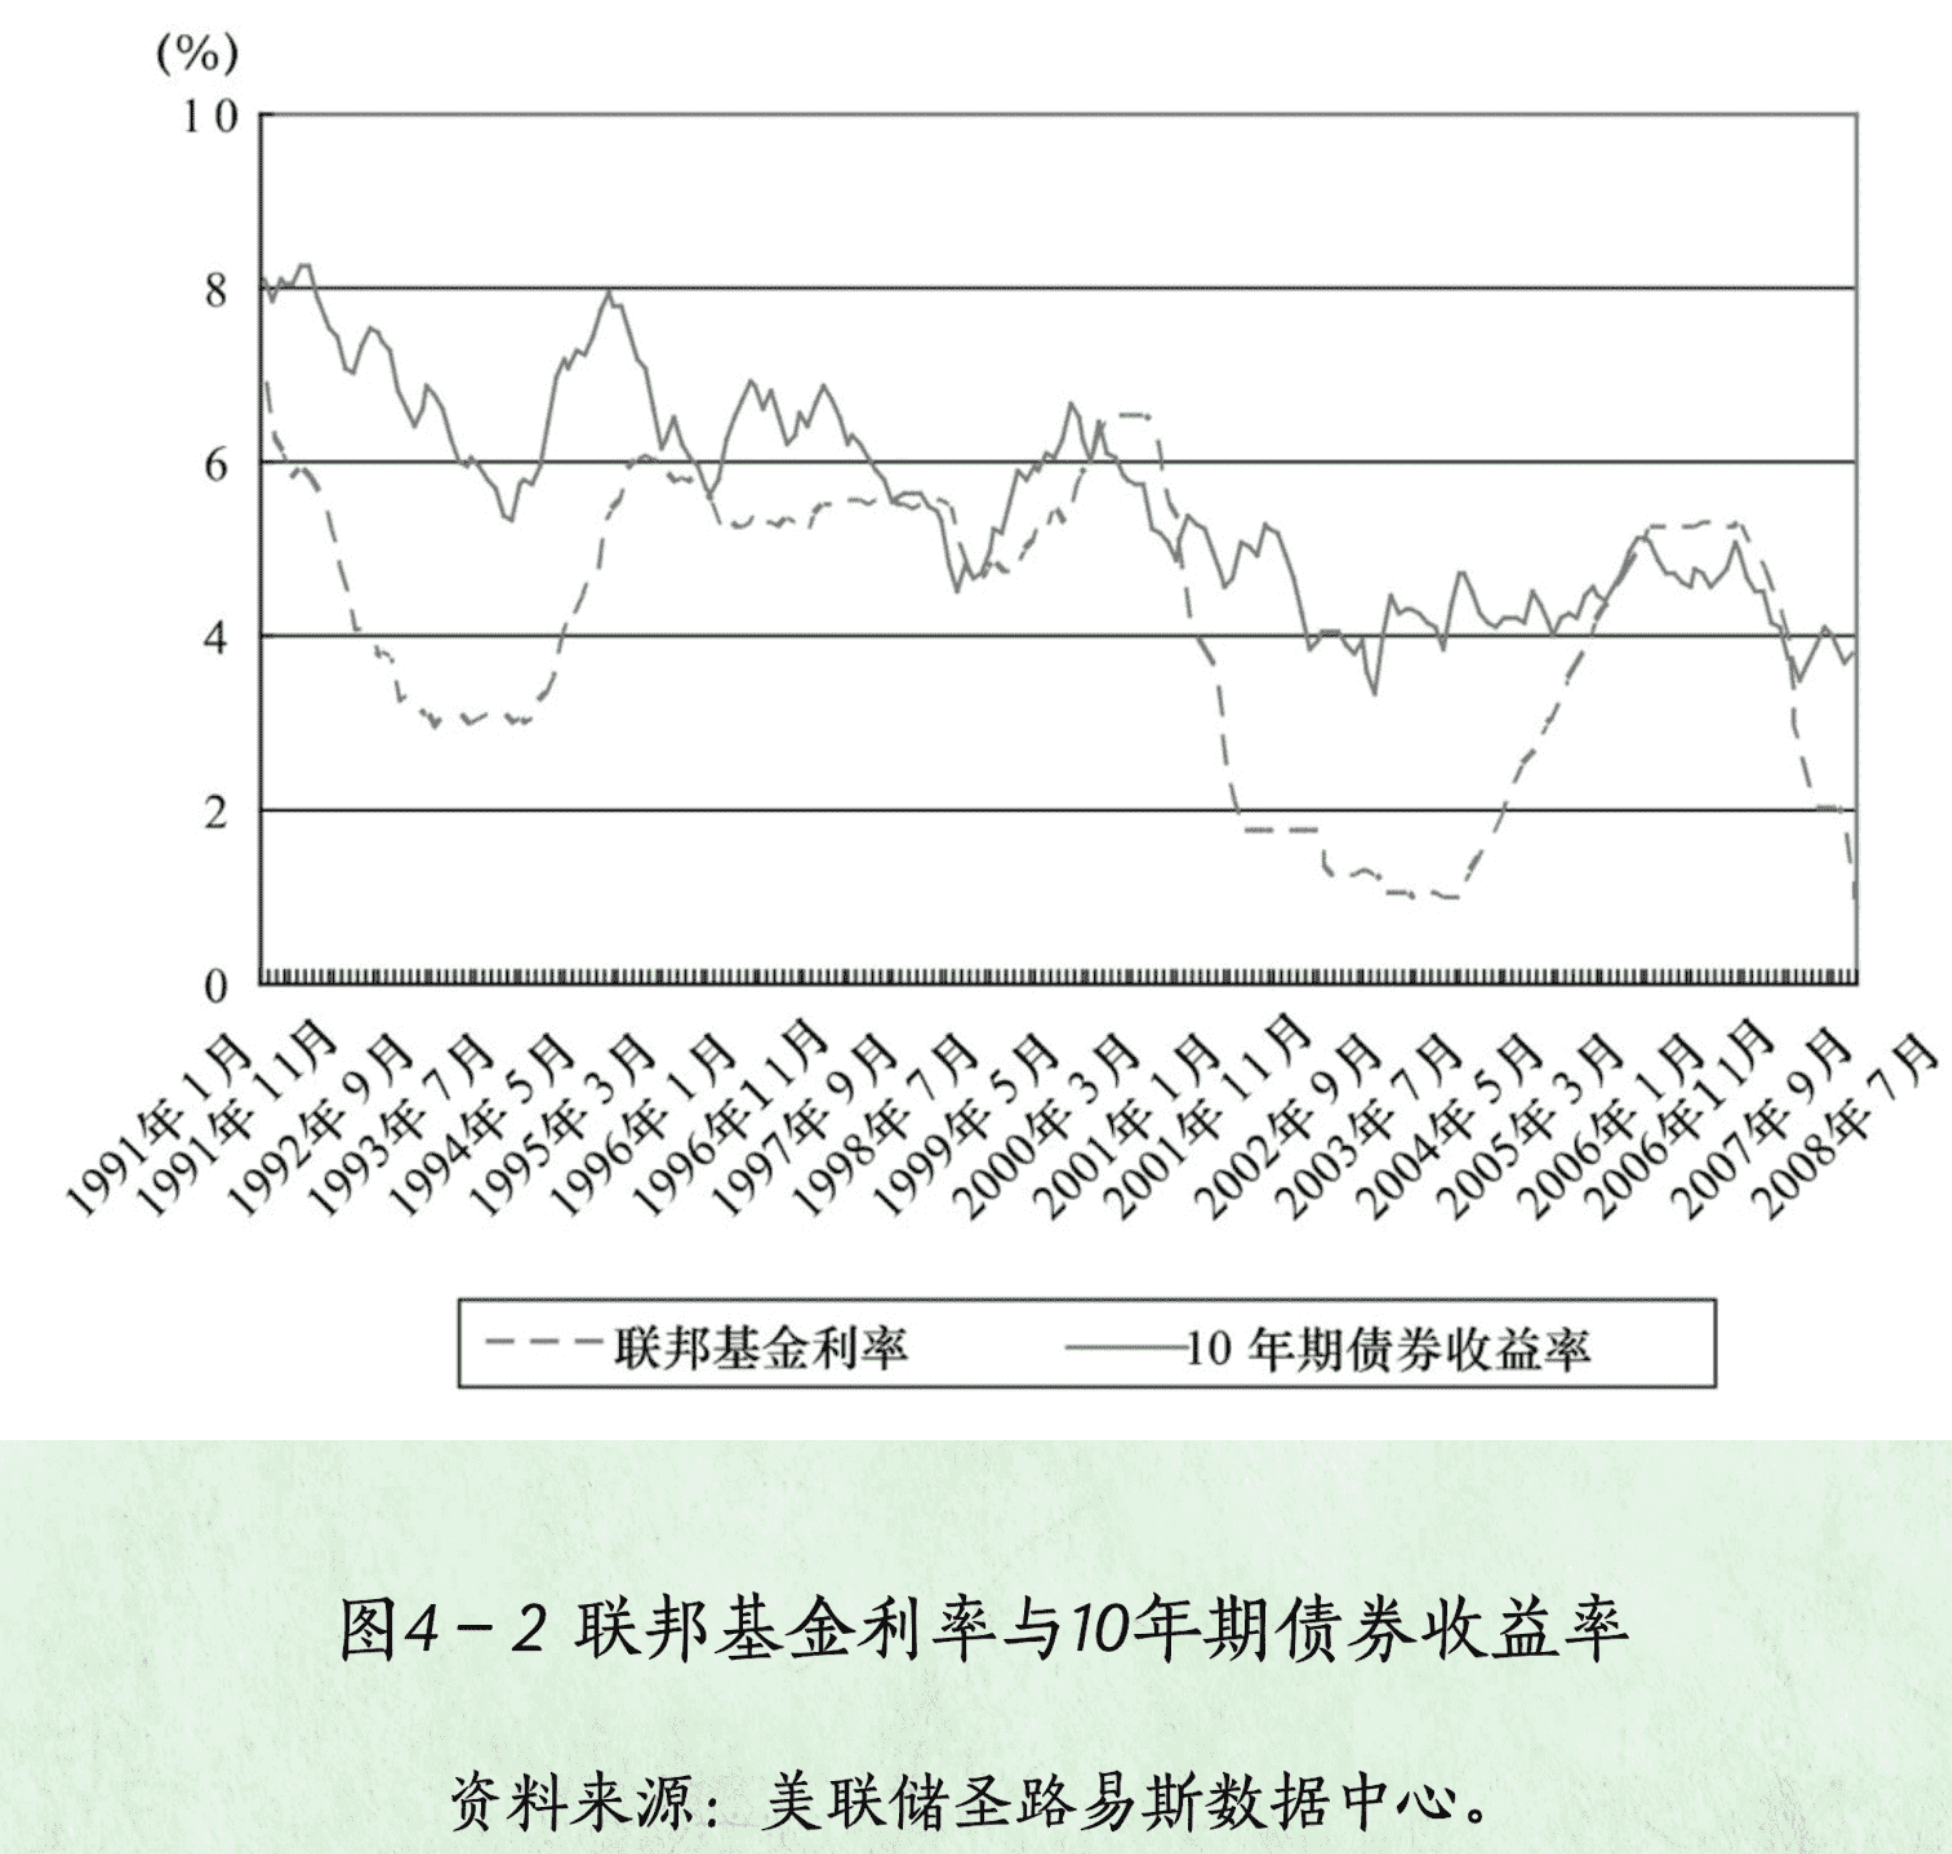 (%)
10
8
6
4
2
0
1991年1月
1991年11月
1992年9月
1993年7月
1994年5月
1995年3月
1996年1月
1996年11月
1997年9月
1998年7月
1999年5月
2000年3月
2001年1月
2001年11月
2002年9月
2003年7月
2004年5月
2005年3月
2006年1月
2006年11月
2007年9月
2008年7月
联邦基金利率 10 年期债券收益率
图4-2 联邦基金利率与10年期债券收益率
资料来源：美联储圣路易斯数据中心。